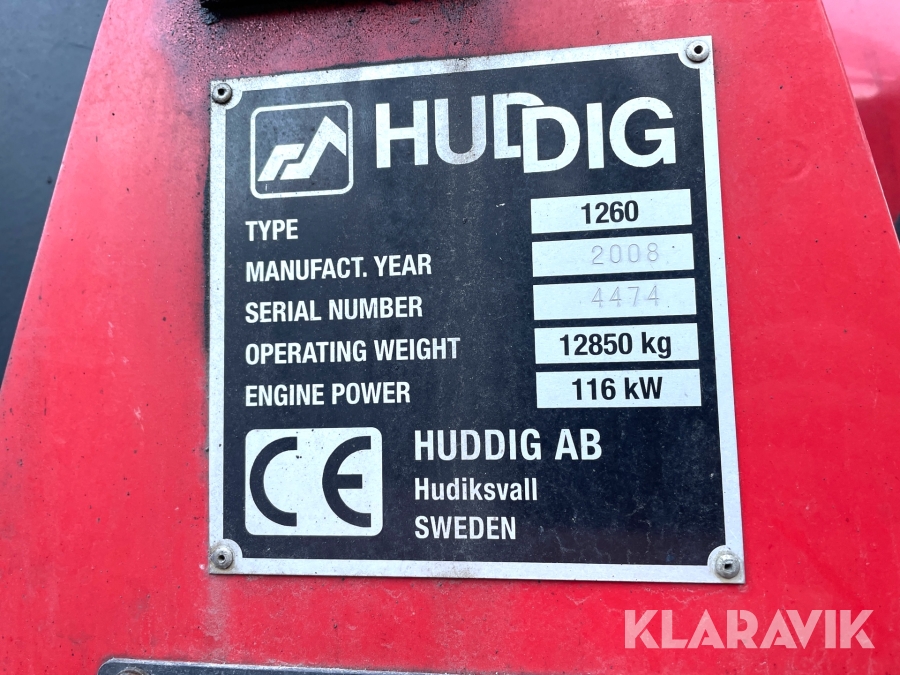 HUDDIG
TYPE 1260
MANUFACT. YEAR 2008
SERIAL NUMBER 4474
OPERATING WEIGHT 12850 kg
ENGINE POWER 116 kW
CE HUDDIG AB
Hudiksvall
SWEDEN
KLARAVIK